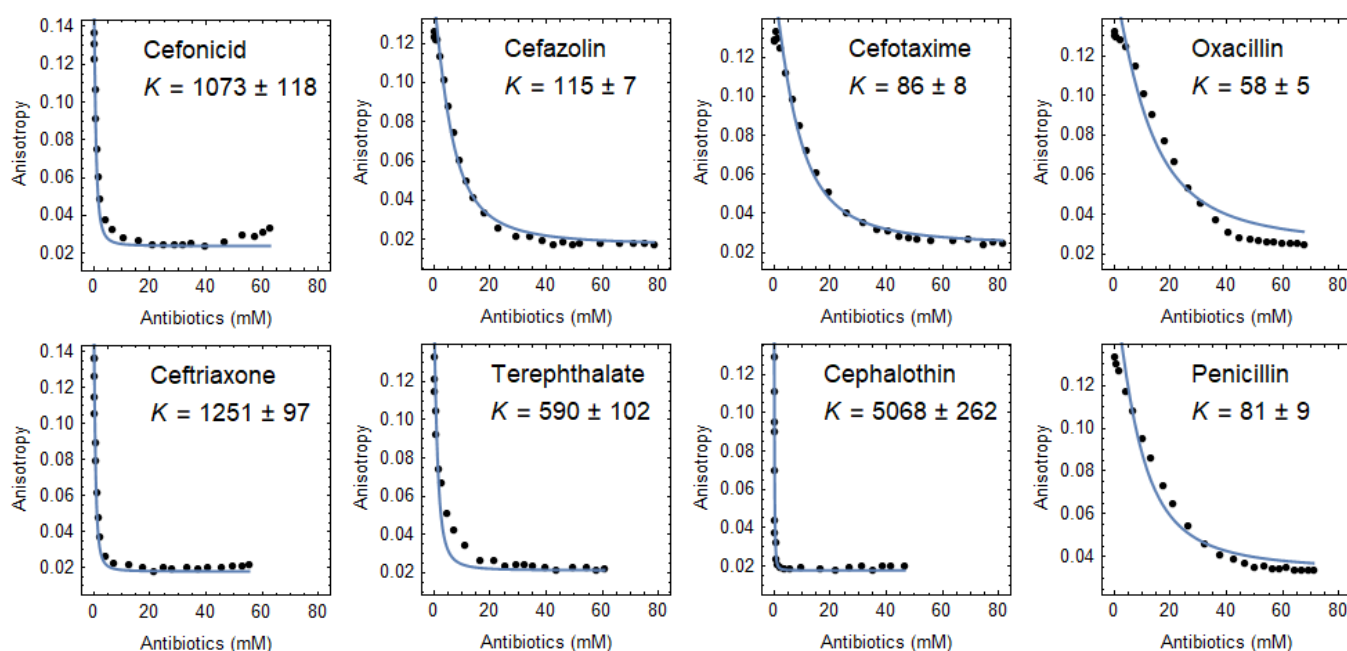 Cefonicid
K = 1073 ± 118
Anisotropy
0.14
0.12
0.10
0.08
0.06
0.04
0.02
0 20 40 60 80
Antibiotics (mM)
Cefazolin
K = 115 ± 7
Anisotropy
0.12
0.10
0.08
0.06
0.04
0.02
0 20 40 60 80
Antibiotics (mM)
Cefotaxime
K = 86 ± 8
Anisotropy
0.12
0.10
0.08
0.06
0.04
0.02
0 20 40 60 80
Antibiotics (mM)
Oxacillin
K = 58 ± 5
Anisotropy
0.12
0.10
0.08
0.06
0.04
0.02
0 20 40 60 80
Antibiotics (mM)
Ceftriaxone
K = 1251 ± 97
Anisotropy
0.14
0.12
0.10
0.08
0.06
0.04
0.02
0 20 40 60 80
Antibiotics (mM)
Terephthalate
K = 590 ± 102
Anisotropy
0.12
0.10
0.08
0.06
0.04
0.02
0 20 40 60 80
Antibiotics (mM)
Cephalothin
K = 5068 ± 262
Anisotropy
0.12
0.10
0.08
0.06
0.04
0.02
0 20 40 60 80
Antibiotics (mM)
Penicillin
K = 81 ± 9
Anisotropy
0.12
0.10
0.08
0.06
0.04
0 20 40 60 80
Antibiotics (mM)